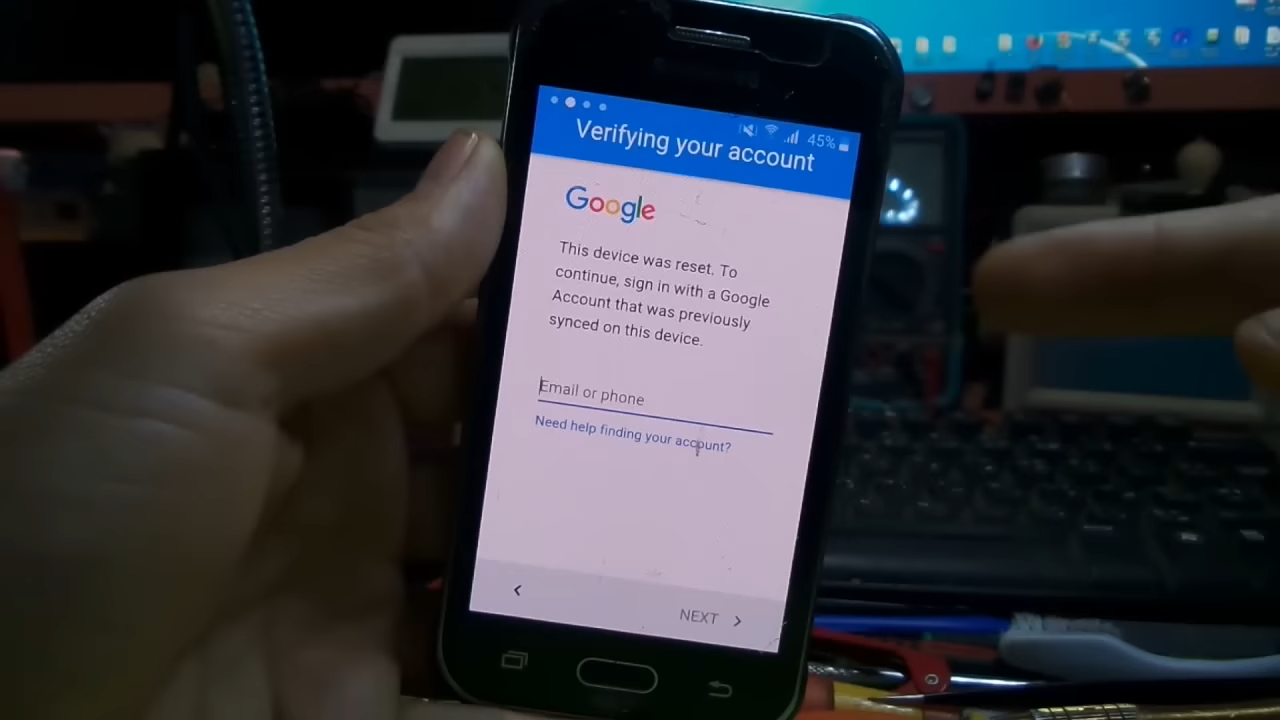 45%
Verifying your account
Google
This device was reset. To
continue, sign in with a Google
Account that was previously
synced on this device.
Email or phone
Need help finding your account?
NEXT